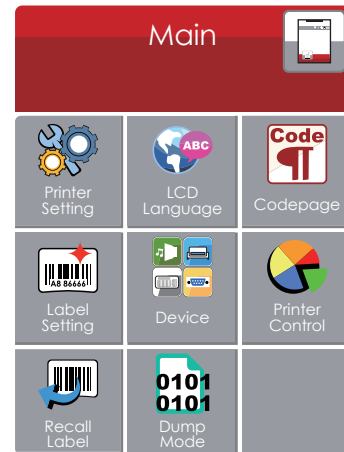 Main
ABC
Code
Printer
Setting
LCD
Language
Codepage
A8 86666
Label
Setting
Device
Printer
Control
0101
0101
Recall
Label
Dump
Mode